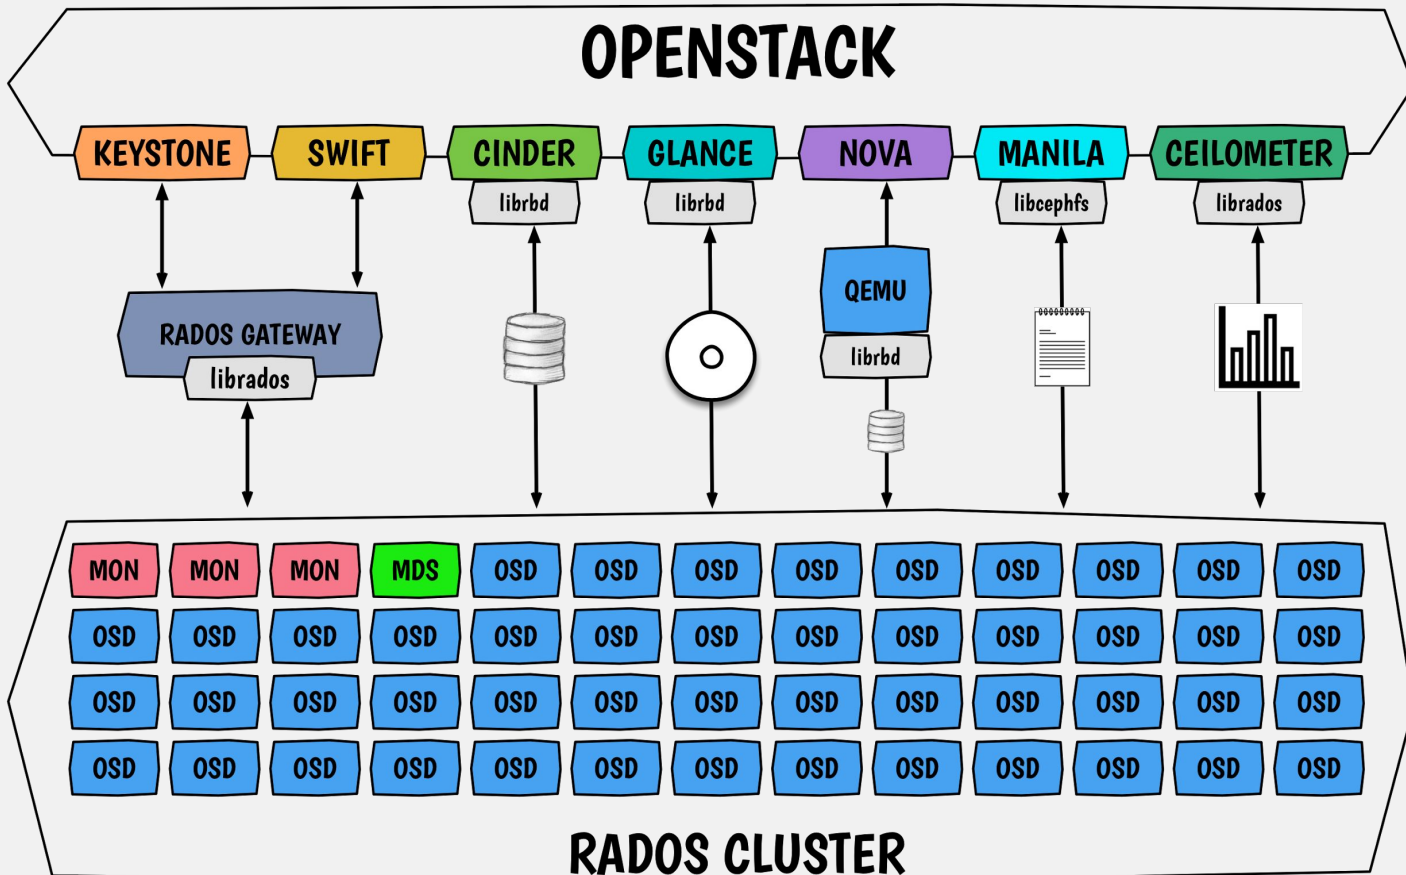 OPENSTACK
KEYSTONE SWIFT CINDER GLANCE NOVA MANILA CEILOMETER
librbd librbd libcephfs librados
QEMU
RADOS GATEWAY
librbd
librados
MON MON MON MDS OSD OSD OSD OSD OSD OSD OSD OSD OSD
OSD OSD OSD OSD OSD OSD OSD OSD OSD OSD OSD OSD OSD
OSD OSD OSD OSD OSD OSD OSD OSD OSD OSD OSD OSD OSD
OSD OSD OSD OSD OSD OSD OSD OSD OSD OSD OSD OSD OSD
RADOS CLUSTER